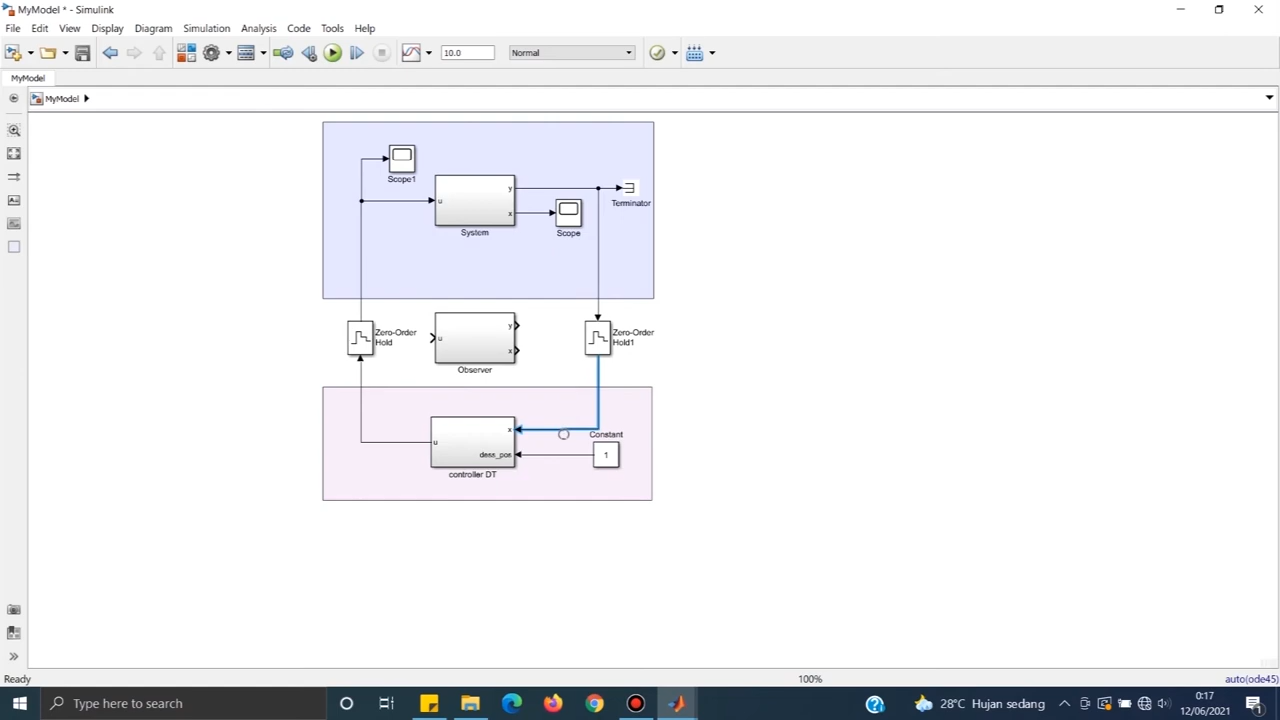 MyModel * - Simulink
File Edit View Display Diagram Simulation Analysis Code Tools Help
10.0 Normal
MyModel
MyModel
Scope1
u y x
System
Scope
Terminator
Zero-Order
Hold
u y x
Observer
Zero-Order
Hold1
x
u
dess_pos
controller DT
Constant
1
Ready 100% auto(ode45)
Type here to search
28°C Hujan sedang
0:17
12/06/2021
1